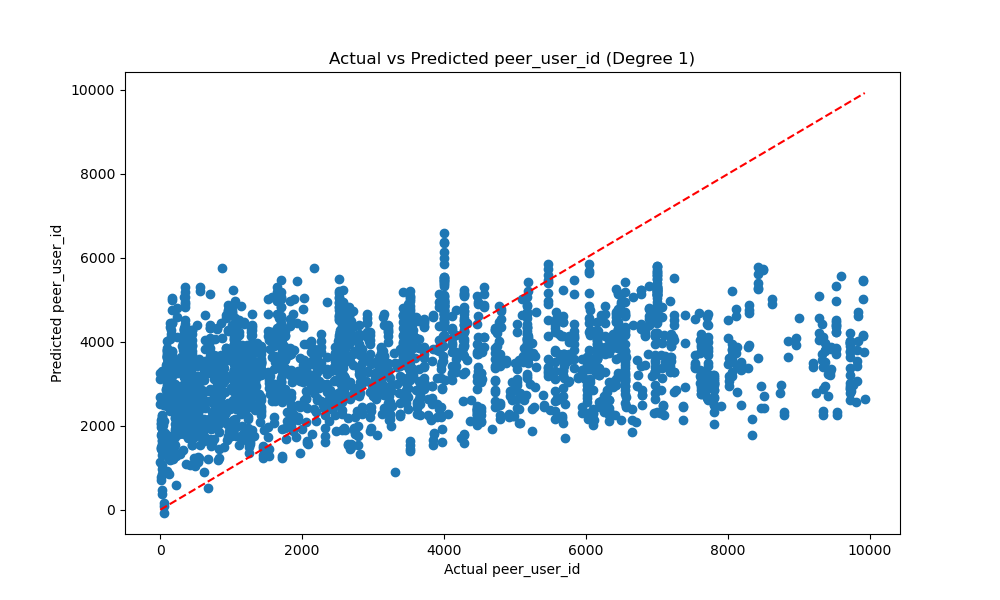 Actual vs Predicted peer_user_id (Degree 1)
10000
8000
6000
4000
2000
0
Predicted peer_user_id
0 2000 4000 6000 8000 10000
Actual peer_user_id